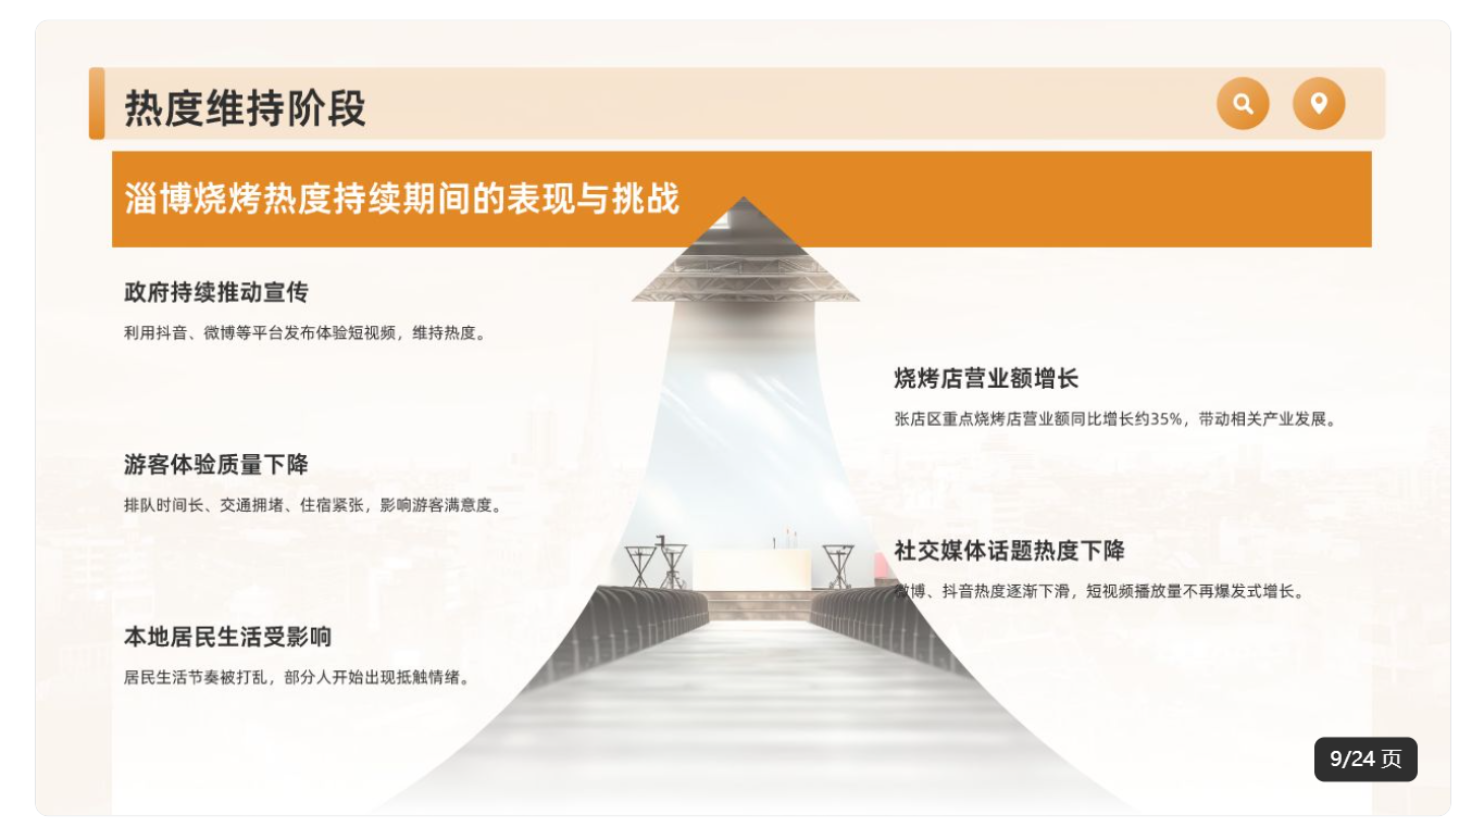 热度维持阶段
淄博烧烤热度持续期间的表现与挑战
政府持续推动宣传
利用抖音、微博等平台发布体验短视频，维持热度。
烧烤店营业额增长
张店区重点烧烤店营业额同比增长约35%，带动相关产业发展。
游客体验质量下降
排队时间长、交通拥堵、住宿紧张，影响游客满意度。
社交媒体话题热度下降
微博、抖音热度逐渐下滑，短视频播放量不再爆发式增长。
本地居民生活受影响
居民生活节奏被打乱，部分人开始出现抵触情绪。
9/24 页